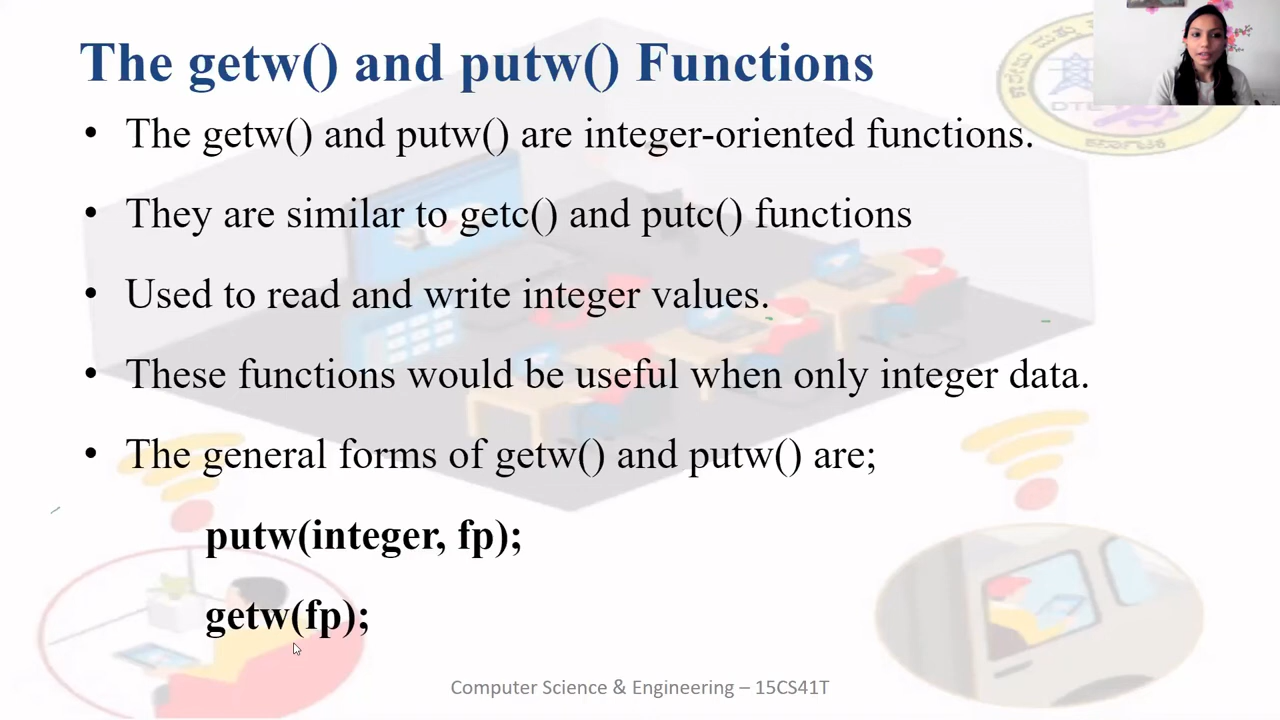 The getw() and putw() Functions
• The getw() and putw() are integer-oriented functions.
• They are similar to getc() and putc() functions
• Used to read and write integer values.
• These functions would be useful when only integer data.
• The general forms of getw() and putw() are;
putw(integer, fp);
getw(fp);
Computer Science & Engineering – 15CS41T